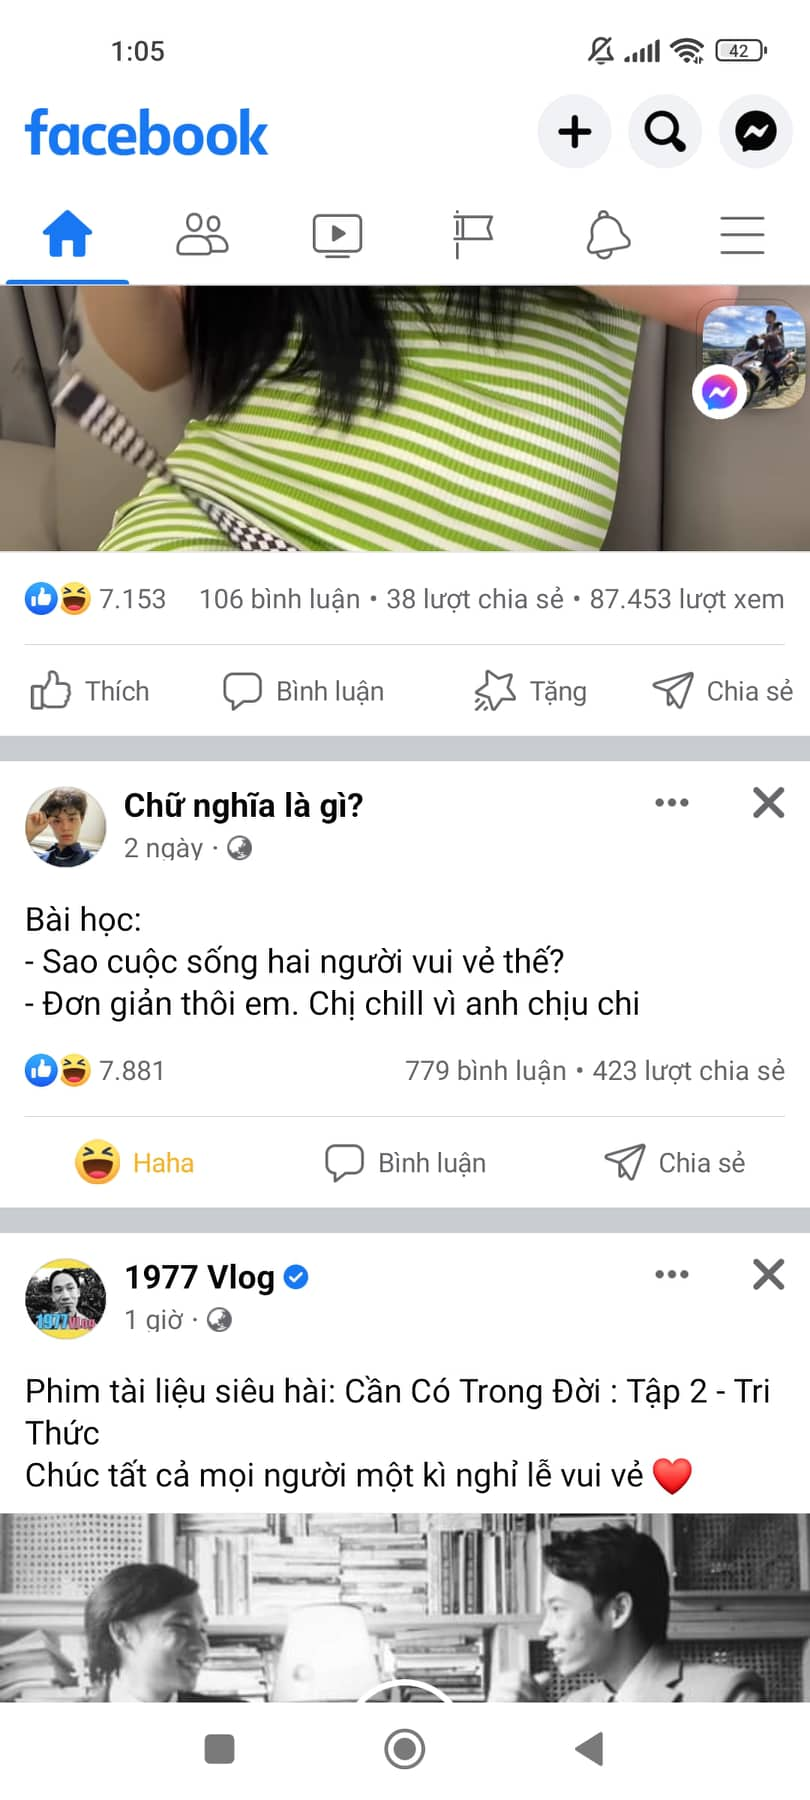 1:05
42
facebook
7.153 106 bình luận • 38 lượt chia sẻ • 87.453 lượt xem
Thích Bình luận Tặng Chia sẻ
Chữ nghĩa là gì?
2 ngày ·
Bài học:
- Sao cuộc sống hai người vui vẻ thế?
- Đơn giản thôi em. Chị chill vì anh chịu chi
7.881 779 bình luận • 423 lượt chia sẻ
Haha Bình luận Chia sẻ
1977 Vlog
1 giờ ·
1977 Vlog
Phim tài liệu siêu hài: Cần Có Trong Đời : Tập 2 - Tri
Thức
Chúc tất cả mọi người một kì nghỉ lễ vui vẻ ❤️